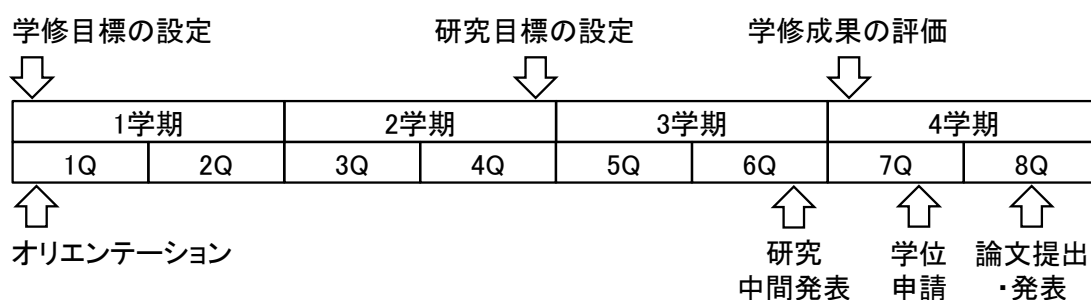 学修目標の設定 研究目標の設定 学修成果の評価
1学期 2学期 3学期 4学期
1Q 2Q 3Q 4Q 5Q 6Q 7Q 8Q
オリエンテーション 研究 学位 論文提出
中間発表 申請 ・発表